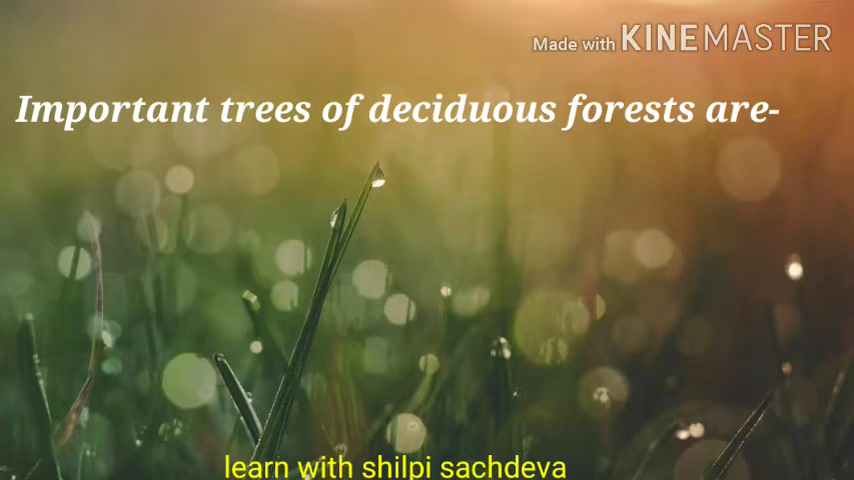 Made with KINEMASTER
Important trees of deciduous forests are-
learn with shilpi sachdeva